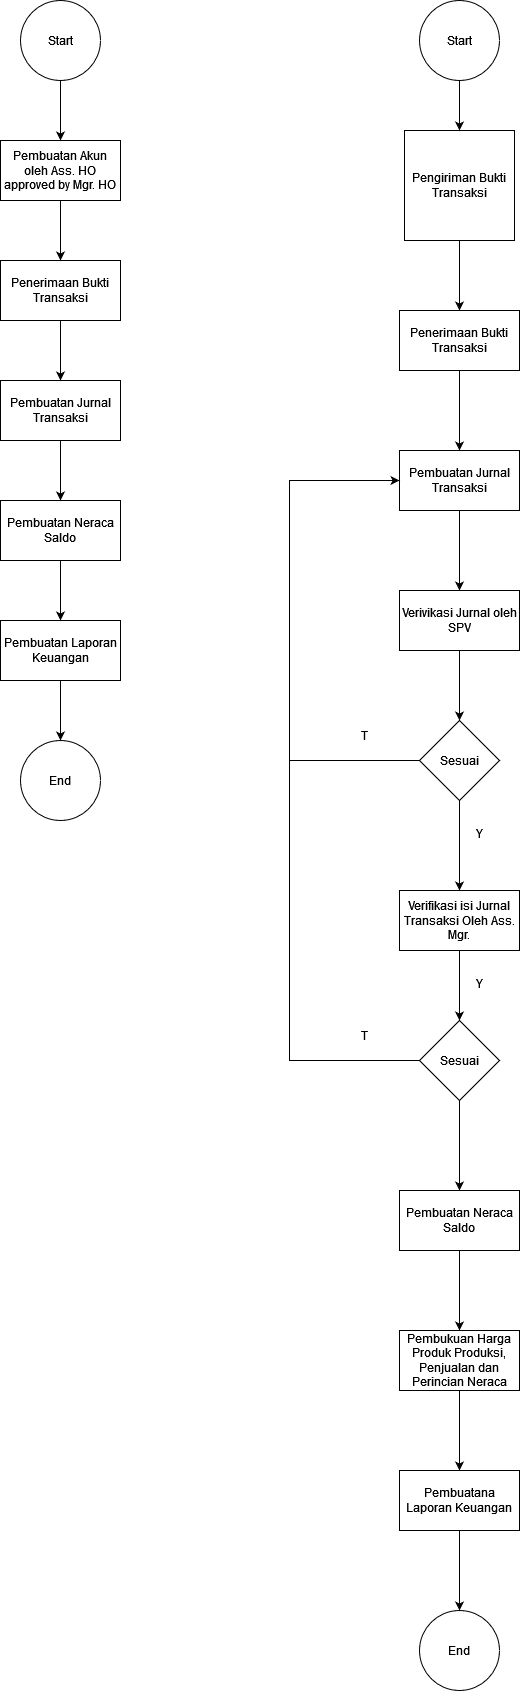 Start
Pembuatan Akun
oleh Ass. HO
approved by Mgr. HO
Penerimaan Bukti
Transaksi
Pembuatan Jurnal
Transaksi
Pembuatan Neraca
Saldo
Pembuatan Laporan
Keuangan
End
Start
Pengiriman Bukti
Transaksi
Penerimaan Bukti
Transaksi
Pembuatan Jurnal
Transaksi
Verivikasi Jurnal oleh
SPV
T
Sesuai
Y
Verifikasi isi Jurnal
Transaksi Oleh Ass.
Mgr.
Y
T
Sesuai
Pembuatan Neraca
Saldo
Pembukuan Harga
Produk Produksi,
Penjualan dan
Perincian Neraca
Pembuatana
Laporan Keuangan
End